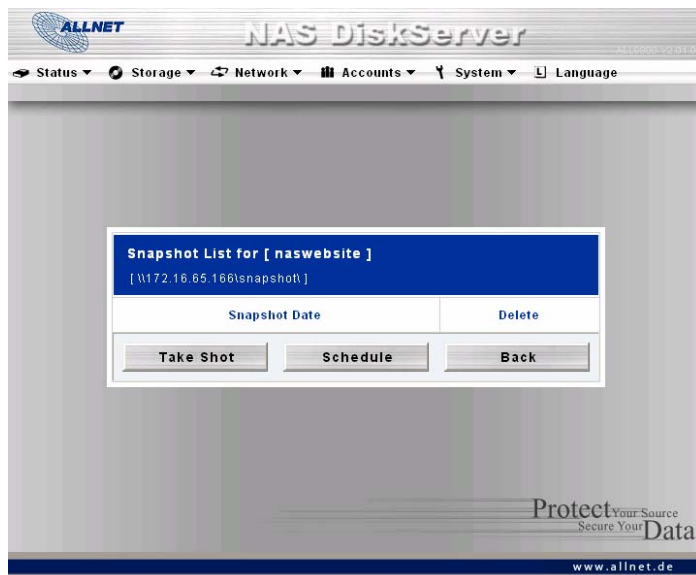 ALLNET
NAS DiskServer
Status Storage Network Accounts System Language
Snapshot List for [ naswebsite ]
[ \\172.16.65.166\snapshot\ ]
Snapshot Date Delete
Take Shot Schedule Back
Protect Your Source
Secure Your Data
www.allnet.de